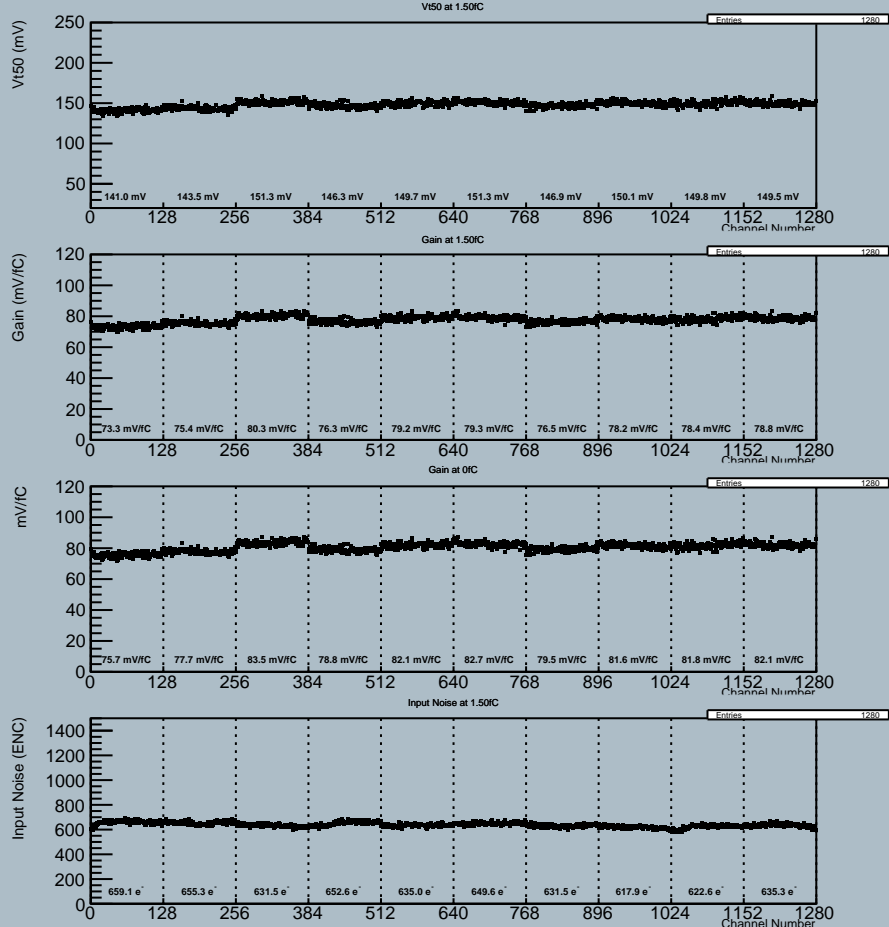 Vt50 at 1.50fC
Entries 1280
Vt50 (mV)
250
200
150
100
50
141.0 mV 143.5 mV 151.3 mV 146.3 mV 149.7 mV 151.3 mV 146.9 mV 150.1 mV 149.8 mV 149.5 mV
0 128 256 384 512 640 768 896 1024 1152 1280
Channel Number
Gain at 1.50fC
Entries 1280
Gain (mV/fC)
120
100
80
60
40
20
0
73.3 mV/fC 75.4 mV/fC 80.3 mV/fC 76.3 mV/fC 79.2 mV/fC 79.3 mV/fC 76.5 mV/fC 78.2 mV/fC 78.4 mV/fC 78.8 mV/fC
0 128 256 384 512 640 768 896 1024 1152 1280
Channel Number
Gain at 0fC
Entries 1280
mV/fC
120
100
80
60
40
20
0
75.7 mV/fC 77.7 mV/fC 83.5 mV/fC 78.8 mV/fC 82.1 mV/fC 82.7 mV/fC 79.5 mV/fC 81.6 mV/fC 81.8 mV/fC 82.1 mV/fC
0 128 256 384 512 640 768 896 1024 1152 1280
Channel Number
Input Noise at 1.50fC
Entries 1280
Input Noise (ENC)
1400
1200
1000
800
600
400
200
0
659.1 e⁻ 655.3 e⁻ 631.5 e⁻ 652.6 e⁻ 635.0 e⁻ 649.6 e⁻ 631.5 e⁻ 617.9 e⁻ 622.6 e⁻ 635.3 e⁻
0 128 256 384 512 640 768 896 1024 1152 1280
Channel Number